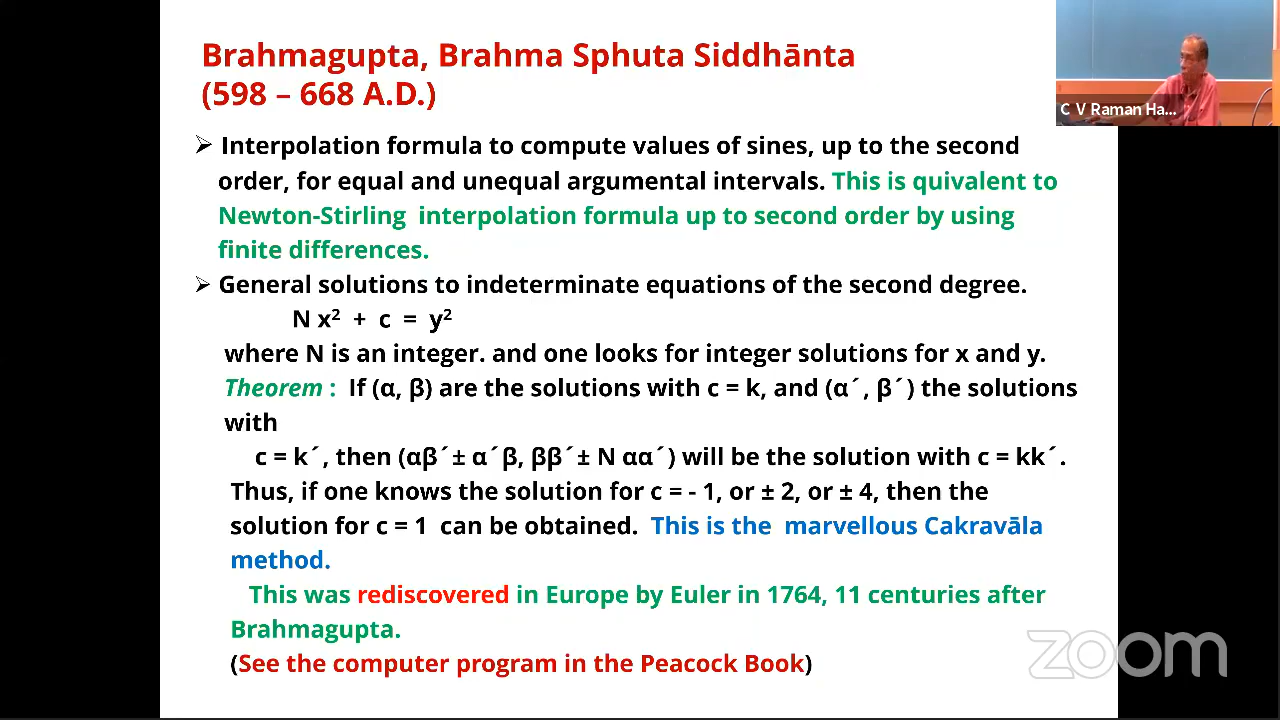 Brahmagupta, Brahma Sphuta Siddhānta
(598 – 668 A.D.)
C V Raman Ha...
➢ Interpolation formula to compute values of sines, up to the second
order, for equal and unequal argumental intervals. This is quivalent to
Newton-Stirling interpolation formula up to second order by using
finite differences.
➢ General solutions to indeterminate equations of the second degree.
N x² + c = y²
where N is an integer. and one looks for integer solutions for x and y.
Theorem : If (α, β) are the solutions with c = k, and (α´, β´) the solutions
with
c = k´, then (αβ´± α´β, ββ´± N αα´) will be the solution with c = kk´.
Thus, if one knows the solution for c = - 1, or ± 2, or ± 4, then the
solution for c = 1 can be obtained. This is the marvellous Cakravāla
method.
This was rediscovered in Europe by Euler in 1764, 11 centuries after
Brahmagupta.
(See the computer program in the Peacock Book)
zoom